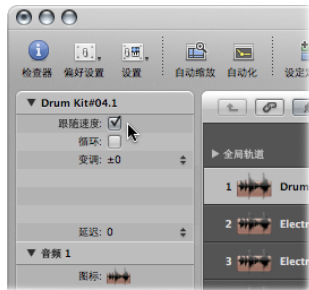 检查器 偏好设置 设置 自动缩放 自动化
Drum Kit#04.1
跟随速度:
循环:
变调: ±0
延迟: 0
音频 1
图标:
全局轨道
1 Drum
2 Electr
3 Electr